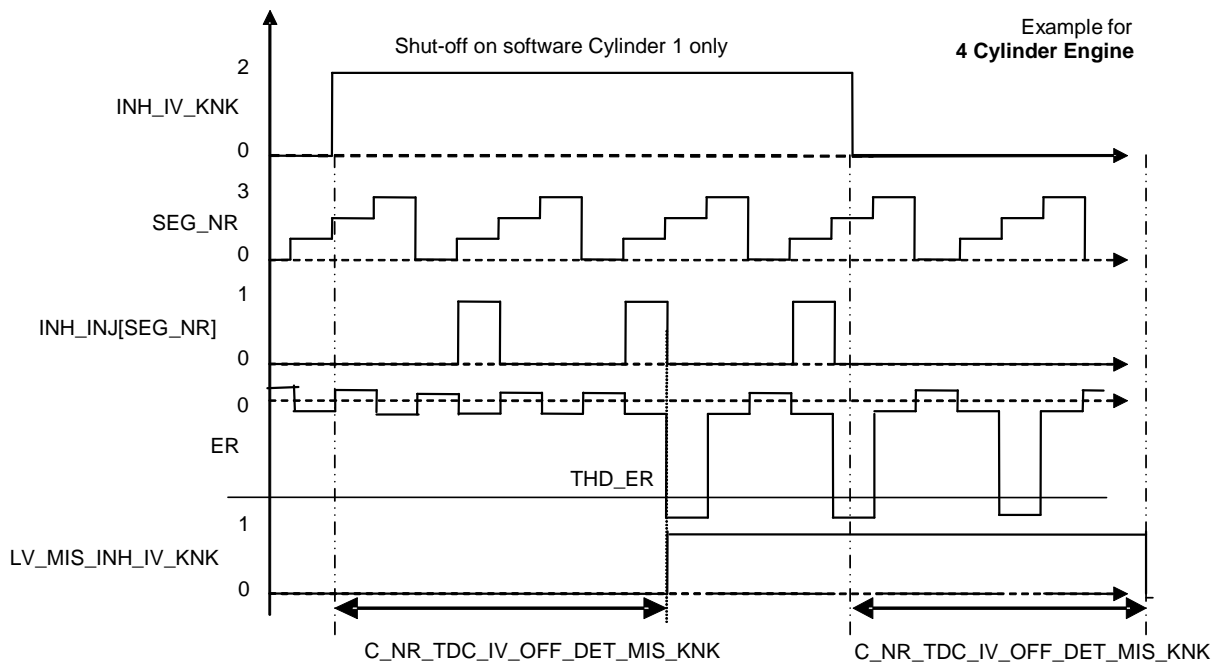 Example for
4 Cylinder Engine
Shut-off on software Cylinder 1 only
2
INH_IV_KNK
0
3
SEG_NR
0
1
INH_INJ[SEG_NR]
0
0
ER
THD_ER
1
LV_MIS_INH_IV_KNK
0
C_NR_TDC_IV_OFF_DET_MIS_KNK
C_NR_TDC_IV_OFF_DET_MIS_KNK